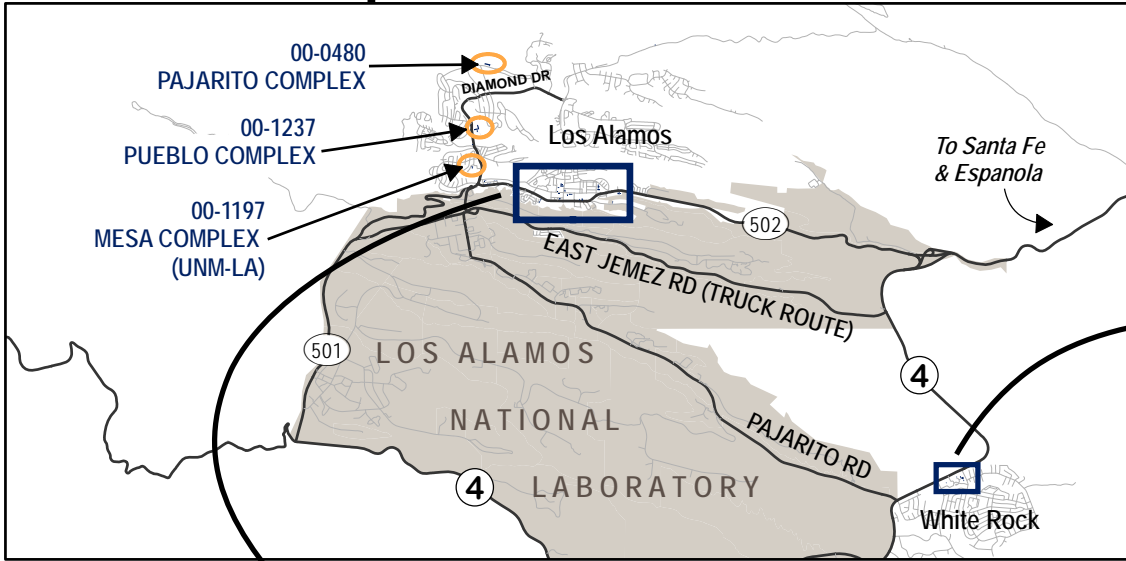 00-0480
PAJARITO COMPLEX
DIAMOND DR
00-1237
PUEBLO COMPLEX
Los Alamos
To Santa Fe
& Espanola
00-1197
MESA COMPLEX
(UNM-LA)
502
EAST JEMEZ RD (TRUCK ROUTE)
501
LOS ALAMOS
4
NATIONAL
PAJARITO RD
4
LABORATORY
White Rock